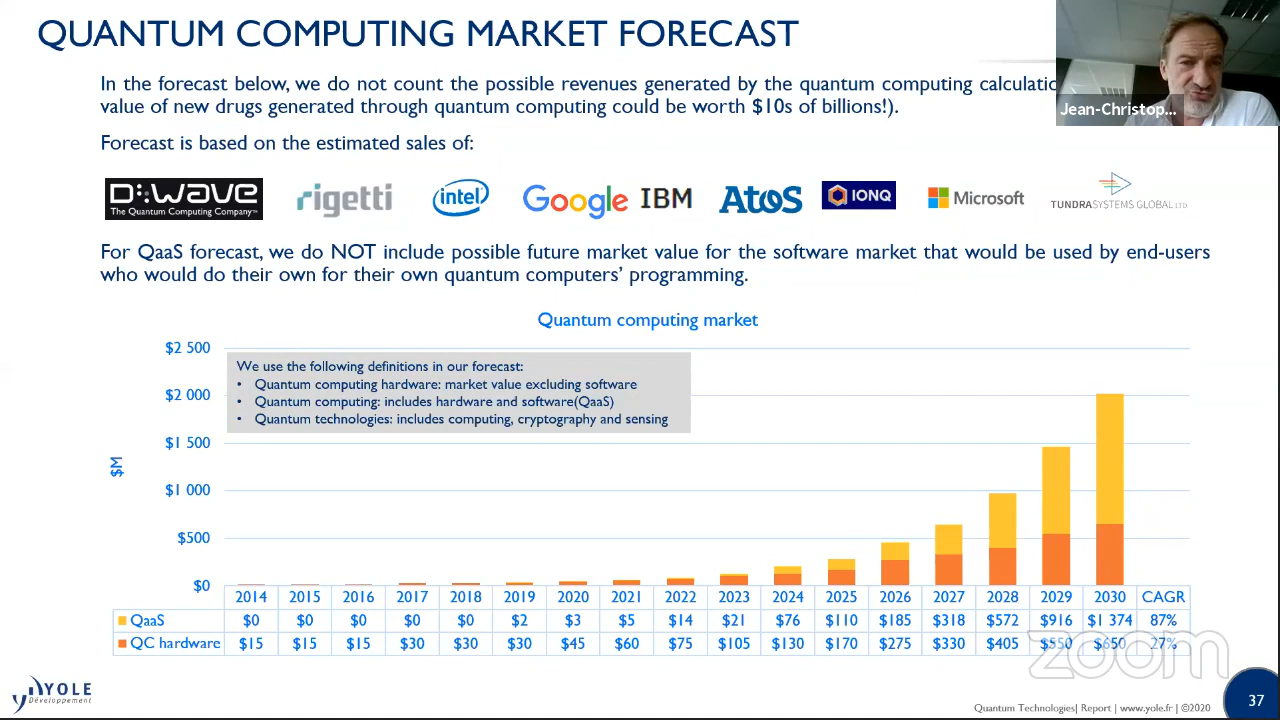 QUANTUM COMPUTING MARKET FORECAST
In the forecast below, we do not count the possible revenues generated by the quantum computing
value of new drugs generated through quantum computing could be worth $10s of billions!).
Jean-Christop...
Forecast is based on the estimated sales of:
D:wave
The Quantum Computing Company™
rigetti
intel
Google
IBM
Atos
IONQ
Microsoft
TUNDRASYSTEMS GLOBAL LTD.
For QaaS forecast, we do NOT include possible future market value for the software market that would be used by end-users
who would do their own for their own quantum computers' programming.
Quantum computing market
$2 500
$2 000
$1 500
$1 000
$500
$0
$M
We use the following definitions in our forecast:
• Quantum computing hardware: market value excluding software
• Quantum computing: includes hardware and software(QaaS)
• Quantum technologies: includes computing, cryptography and sensing
2014 2015 2016 2017 2018 2019 2020 2021 2022 2023 2024 2025 2026 2027 2028 2029 2030 CAGR
QaaS $0 $0 $0 $0 $0 $2 $3 $5 $14 $21 $76 $110 $185 $318 $572 $916 $1 374 87%
QC hardware $15 $15 $15 $30 $30 $30 $45 $60 $75 $105 $130 $170 $275 $330 $405 $550 $650 27%
zoom
YOLE
Développement
Quantum Technologies| Report | www.yole.fr | ©2020
37